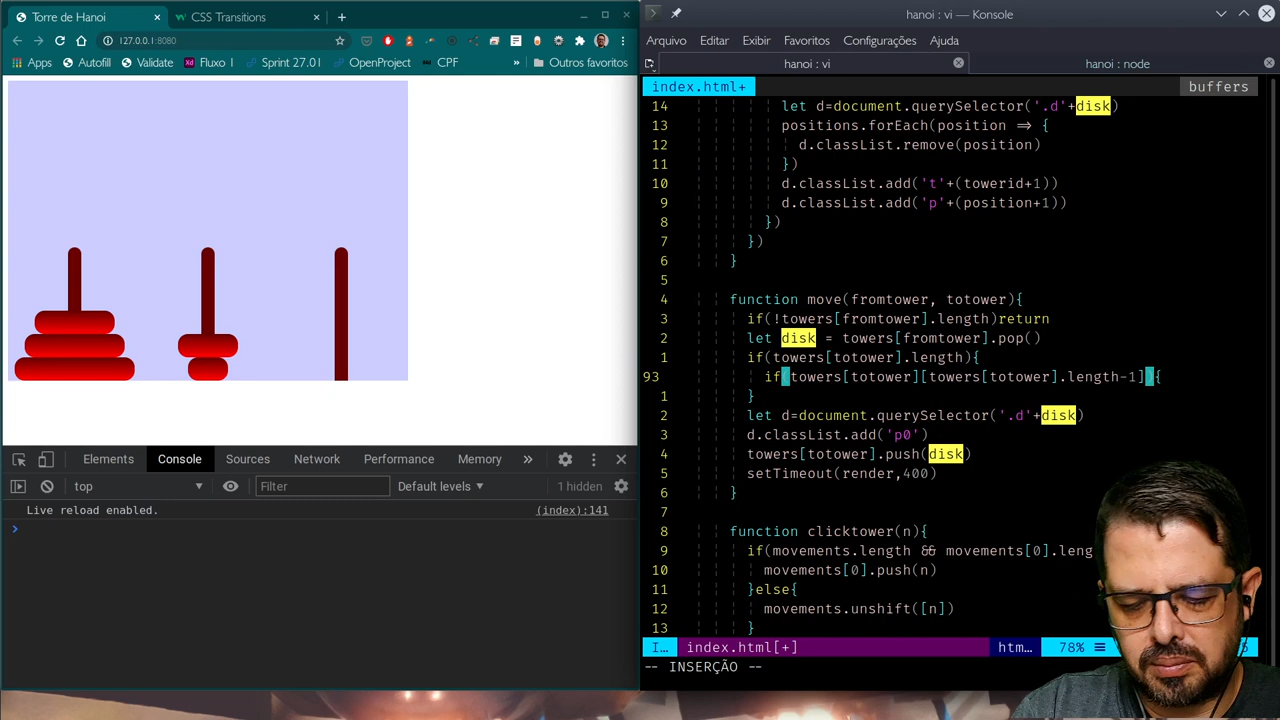 Torre de Hanoi
CSS Transitions
127.0.0.1:8080
Apps Autofill Validate Fluxo 1 Sprint 27.01 OpenProject CPF » Outros favoritos
Elements Console Sources Network Performance Memory »
top Filter Default levels 1 hidden
Live reload enabled. (index):141
hanoi : vi — Konsole
Arquivo Editar Exibir Favoritos Configurações Ajuda
hanoi : vi hanoi : node
index.html+ buffers
14 let d=document.querySelector('.d'+disk)
13 positions.forEach(position => {
12 d.classList.remove(position)
11 })
10 d.classList.add('t'+(towerid+1))
9 d.classList.add('p'+(position+1))
8 })
7 })
6 }
5
4 function move(fromtower, totower){
3 if(!towers[fromtower].length)return
2 let disk = towers[fromtower].pop()
1 if(towers[totower].length){
93 if(towers[totower][towers[totower].length-1]){
1 }
2 let d=document.querySelector('.d'+disk)
3 d.classList.add('p0')
4 towers[totower].push(disk)
5 setTimeout(render,400)
6 }
7
8 function clicktower(n){
9 if(movements.length && movements[0].leng
10 movements[0].push(n)
11 }else{
12 movements.unshift([n])
13 }
I… index.html[+] htm… 78% ☰
-- INSERÇÃO --